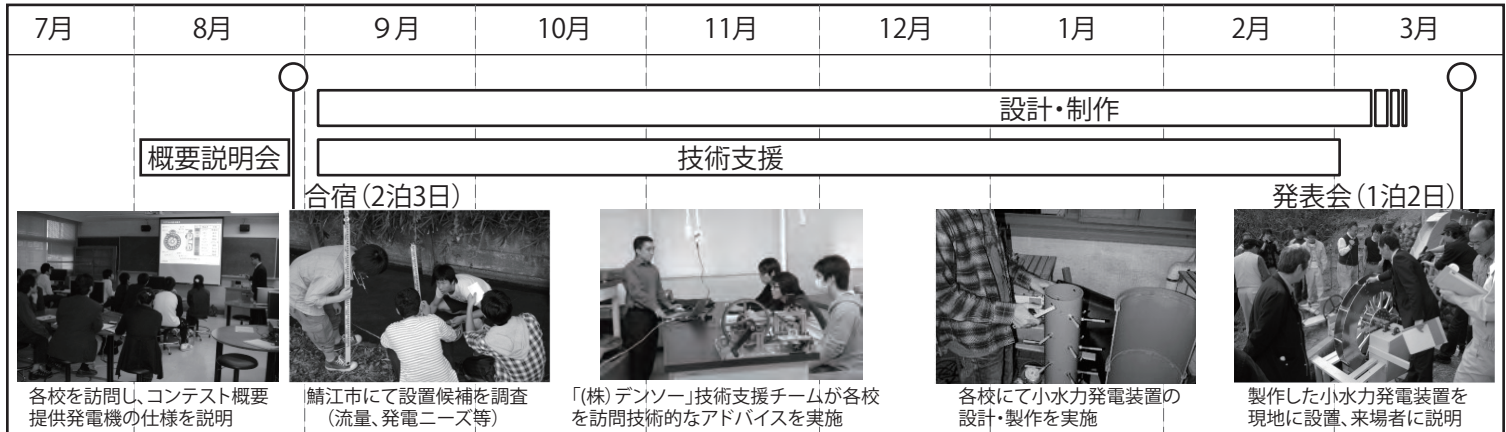 7月 8月 9月 10月 11月 12月 1月 2月 3月
設計・制作
概要説明会
技術支援
合宿(2泊3日)
発表会(1泊2日)
各校を訪問し、コンテスト概要
提供発電機の仕様を説明
鯖江市にて設置候補を調査
(流量、発電ニーズ等)
「(株)デンソー」技術支援チームが各校
を訪問技術的なアドバイスを実施
各校にて小水力発電装置の
設計・製作を実施
製作した小水力発電装置を
現地に設置、来場者に説明